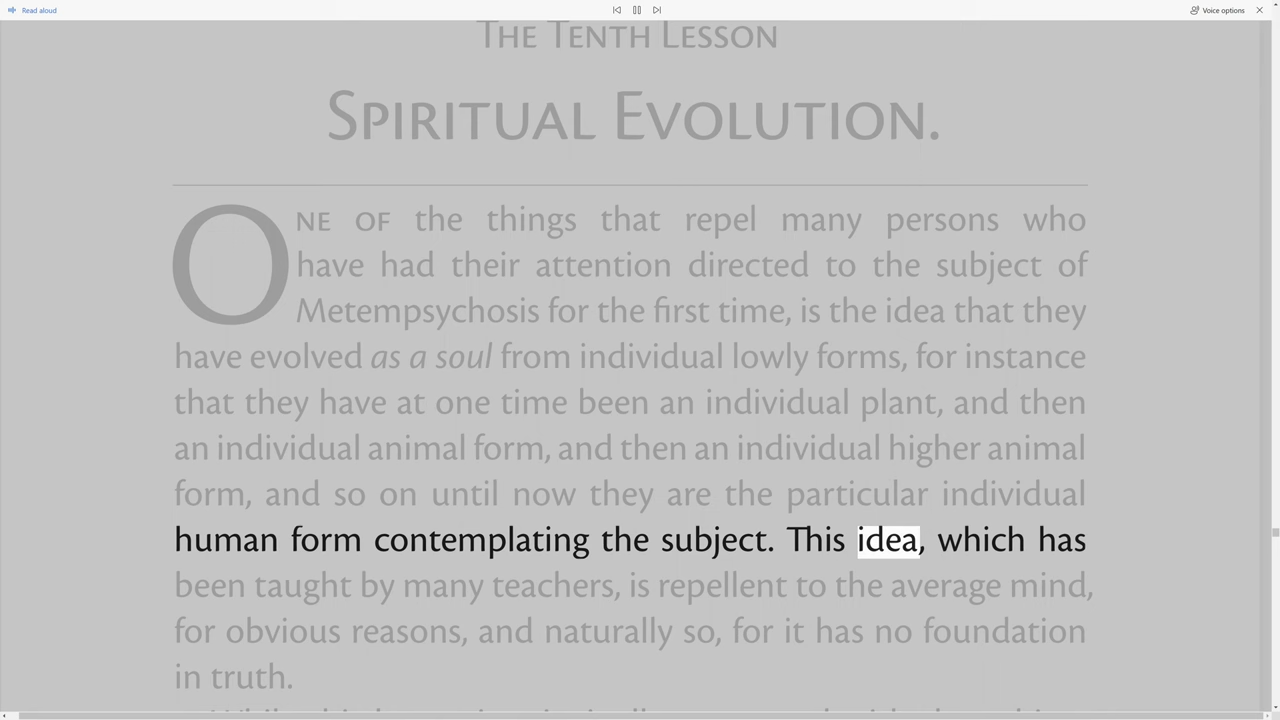 Read aloud
Voice options
The Tenth Lesson
Spiritual Evolution.
One of the things that repel many persons who
have had their attention directed to the subject of
Metempsychosis for the first time, is the idea that they
have evolved as a soul from individual lowly forms, for instance
that they have at one time been an individual plant, and then
an individual animal form, and then an individual higher animal
form, and so on until now they are the particular individual
human form contemplating the subject. This idea, which has
been taught by many teachers, is repellent to the average mind,
for obvious reasons, and naturally so, for it has no foundation
in truth.